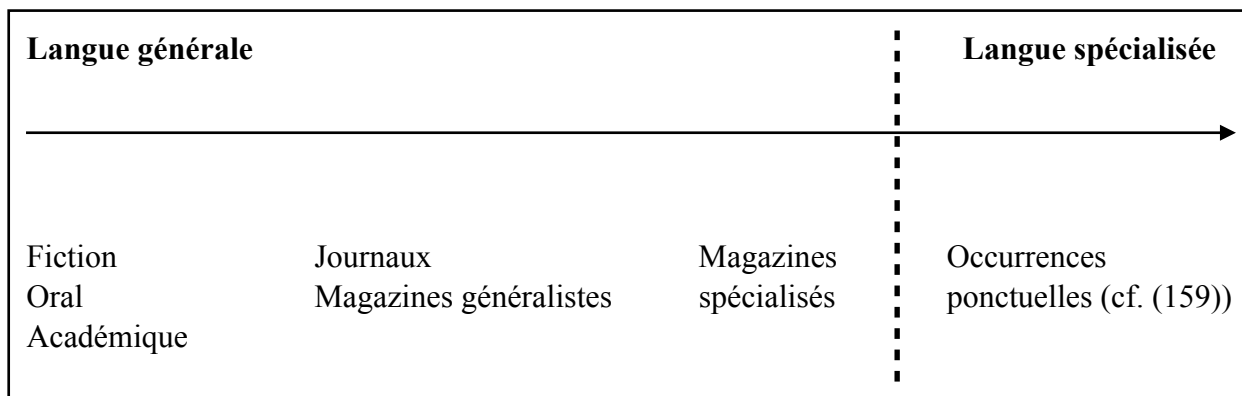 Langue générale
Langue spécialisée
Fiction
Oral
Académique
Journaux
Magazines généralistes
Magazines
spécialisés
Occurrences
ponctuelles (cf. (159))